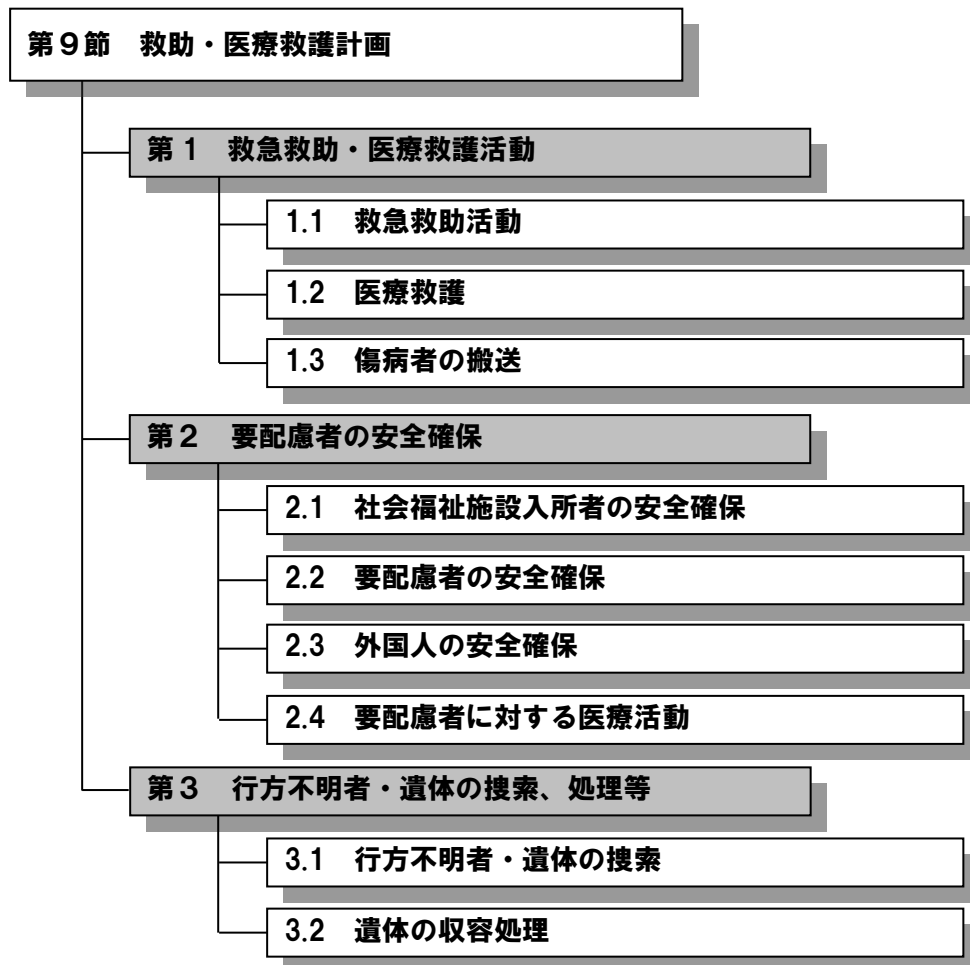 第９節　救助・医療救護計画
第１　救急救助・医療救護活動
1.1　救急救助活動
1.2　医療救護
1.3　傷病者の搬送
第２　要配慮者の安全確保
2.1　社会福祉施設入所者の安全確保
2.2　要配慮者の安全確保
2.3　外国人の安全確保
2.4　要配慮者に対する医療活動
第３　行方不明者・遺体の捜索、処理等
3.1　行方不明者・遺体の捜索
3.2　遺体の収容処理